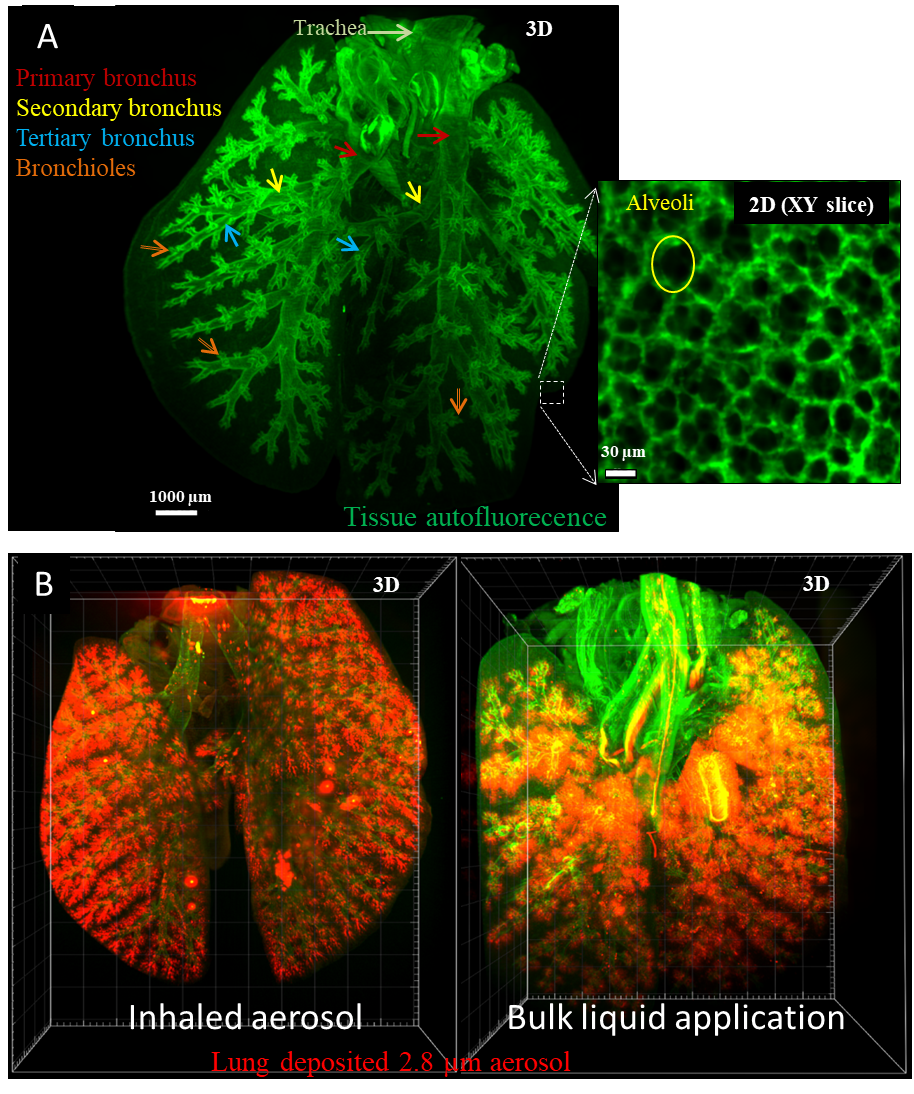 A
Trachea
3D
Primary bronchus
Secondary bronchus
Tertiary bronchus
Bronchioles
Alveoli
2D (XY slice)
30 µm
1000 µm
Tissue autofluorecence
B
3D
3D
Inhaled aerosol
Bulk liquid application
Lung deposited 2.8 µm aerosol